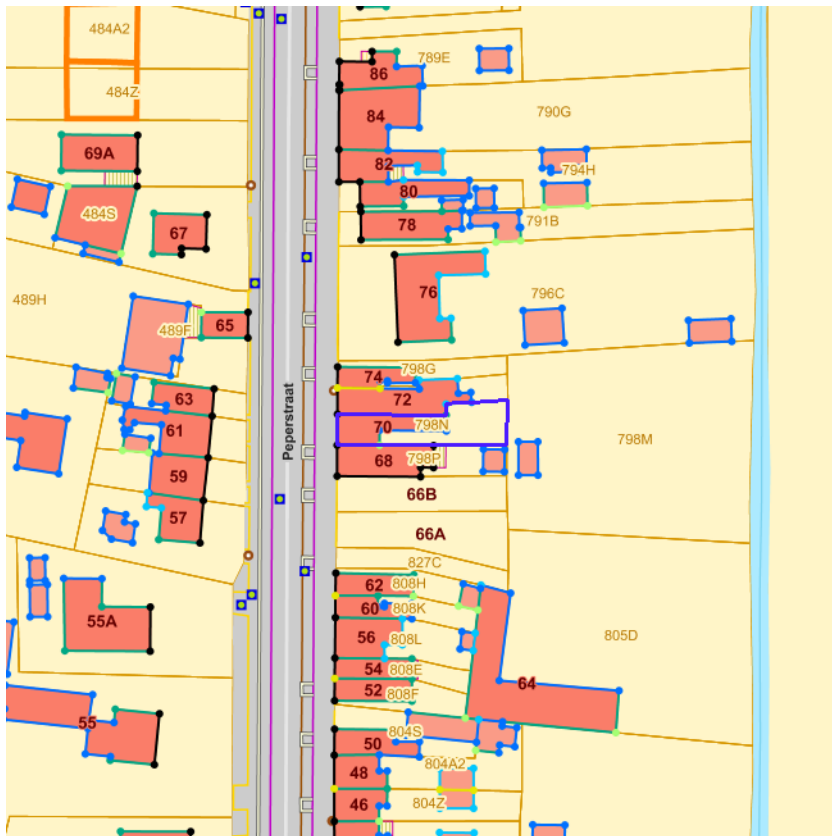 484A2
789E
86
484Z
790G
84
69A
82
794H
80
484S
78
791B
67
76
796C
489H
65
489F
798G
74
63
72
Peperstraat
70
798N
61
798M
798P
68
59
66B
57
66A
827C
62
808H
60
808K
55A
56
808L
805D
54
808E
64
52
808F
55
804S
50
804A2
48
804Z
46